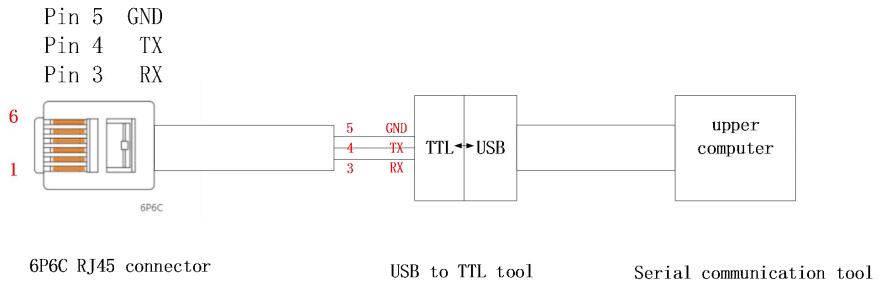 Pin 5 GND
Pin 4 TX
Pin 3 RX
6
1
6P6C
5 GND
4 TX
3 RX
TTL USB
upper
computer
6P6C RJ45 connector
USB to TTL tool
Serial communication tool